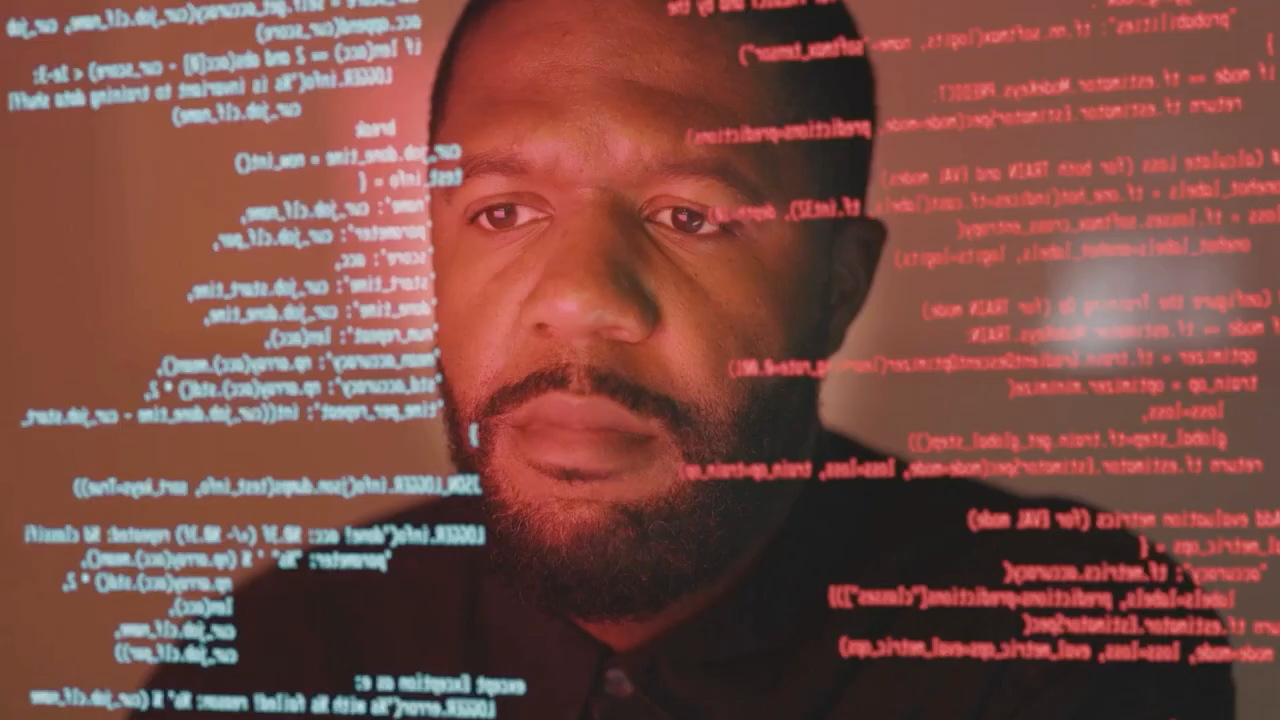 acc.append(cur_score)
if len(acc) == 2 and abs(acc[0] - cur_score) < 1e-3:
LOGGER.info('%s is invariant to training data shuffl
cur_job.clf_name)
break
cur_job.done_time = now_int()
test_info = {
'name': cur_job.clf_name,
'parameter': cur_job.clf_par,
'score': acc,
'start_time': cur_job.start_time,
'done_time': cur_job.done_time,
'num_repeat': len(acc),
'mean_accuracy': np.array(acc).mean(),
'std_accuracy': np.array(acc).std() * 2,
'time_per_repeat': int((cur_job.done_time - cur_job.start_
}
JSON_LOGGER.info(json.dumps(test_info, sort_keys=True))
LOGGER.info("done! acc: %0.3f (+/- %0.3f) repeated: %d classifi
'parameter: "%s" ' % (np.array(acc).mean(),
np.array(acc).std() * 2,
len(acc),
cur_job.clf_name,
cur_job.clf_par))
except Exception as e:
LOGGER.error("%s with %s failed! reason: %s" % (cur_job.clf_name
for PREDICT and by the
"probabilities": tf.nn.softmax(logits, name="softmax_tensor")
}
if mode == tf.estimator.ModeKeys.PREDICT:
return tf.estimator.EstimatorSpec(mode=mode, predictions=predictions)
# Calculate Loss (for both TRAIN and EVAL modes)
onehot_labels = tf.one_hot(indices=tf.cast(labels, tf.int32), depth=
loss = tf.losses.softmax_cross_entropy(
onehot_labels=onehot_labels, logits=logits)
Configure the Training Op (for TRAIN mode)
mode == tf.estimator.ModeKeys.TRAIN:
optimizer = tf.train.GradientDescentOptimizer(learning_rate=0.001)
train_op = optimizer.minimize(
loss=loss,
global_step=tf.train.get_global_step())
return tf.estimator.EstimatorSpec(mode=mode, loss=loss, train_op=train_op)
Add evaluation metrics (for EVAL mode)
l_metric_ops = {
"accuracy": tf.metrics.accuracy(
labels=labels, predictions=predictions["classes"])}
rn tf.estimator.EstimatorSpec(
mode=mode, loss=loss, eval_metric_ops=eval_metric_ops)